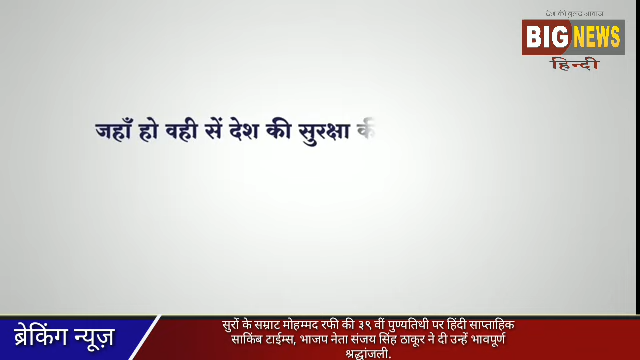 देश की बुलंद आवाज
BIG NEWS
हिन्दी
जहाँ हो वही सें देश की सुरक्षा की
ब्रेकिंग न्यूज़
सुरों के सम्राट मोहम्मद रफी की ३९ वीं पुण्यतिथी पर हिंदी साप्ताहिक
साकिंब टाईम्स, भाजप नेता संजय सिंह ठाकूर ने दी उन्हें भावपूर्ण
श्रद्धांजली.